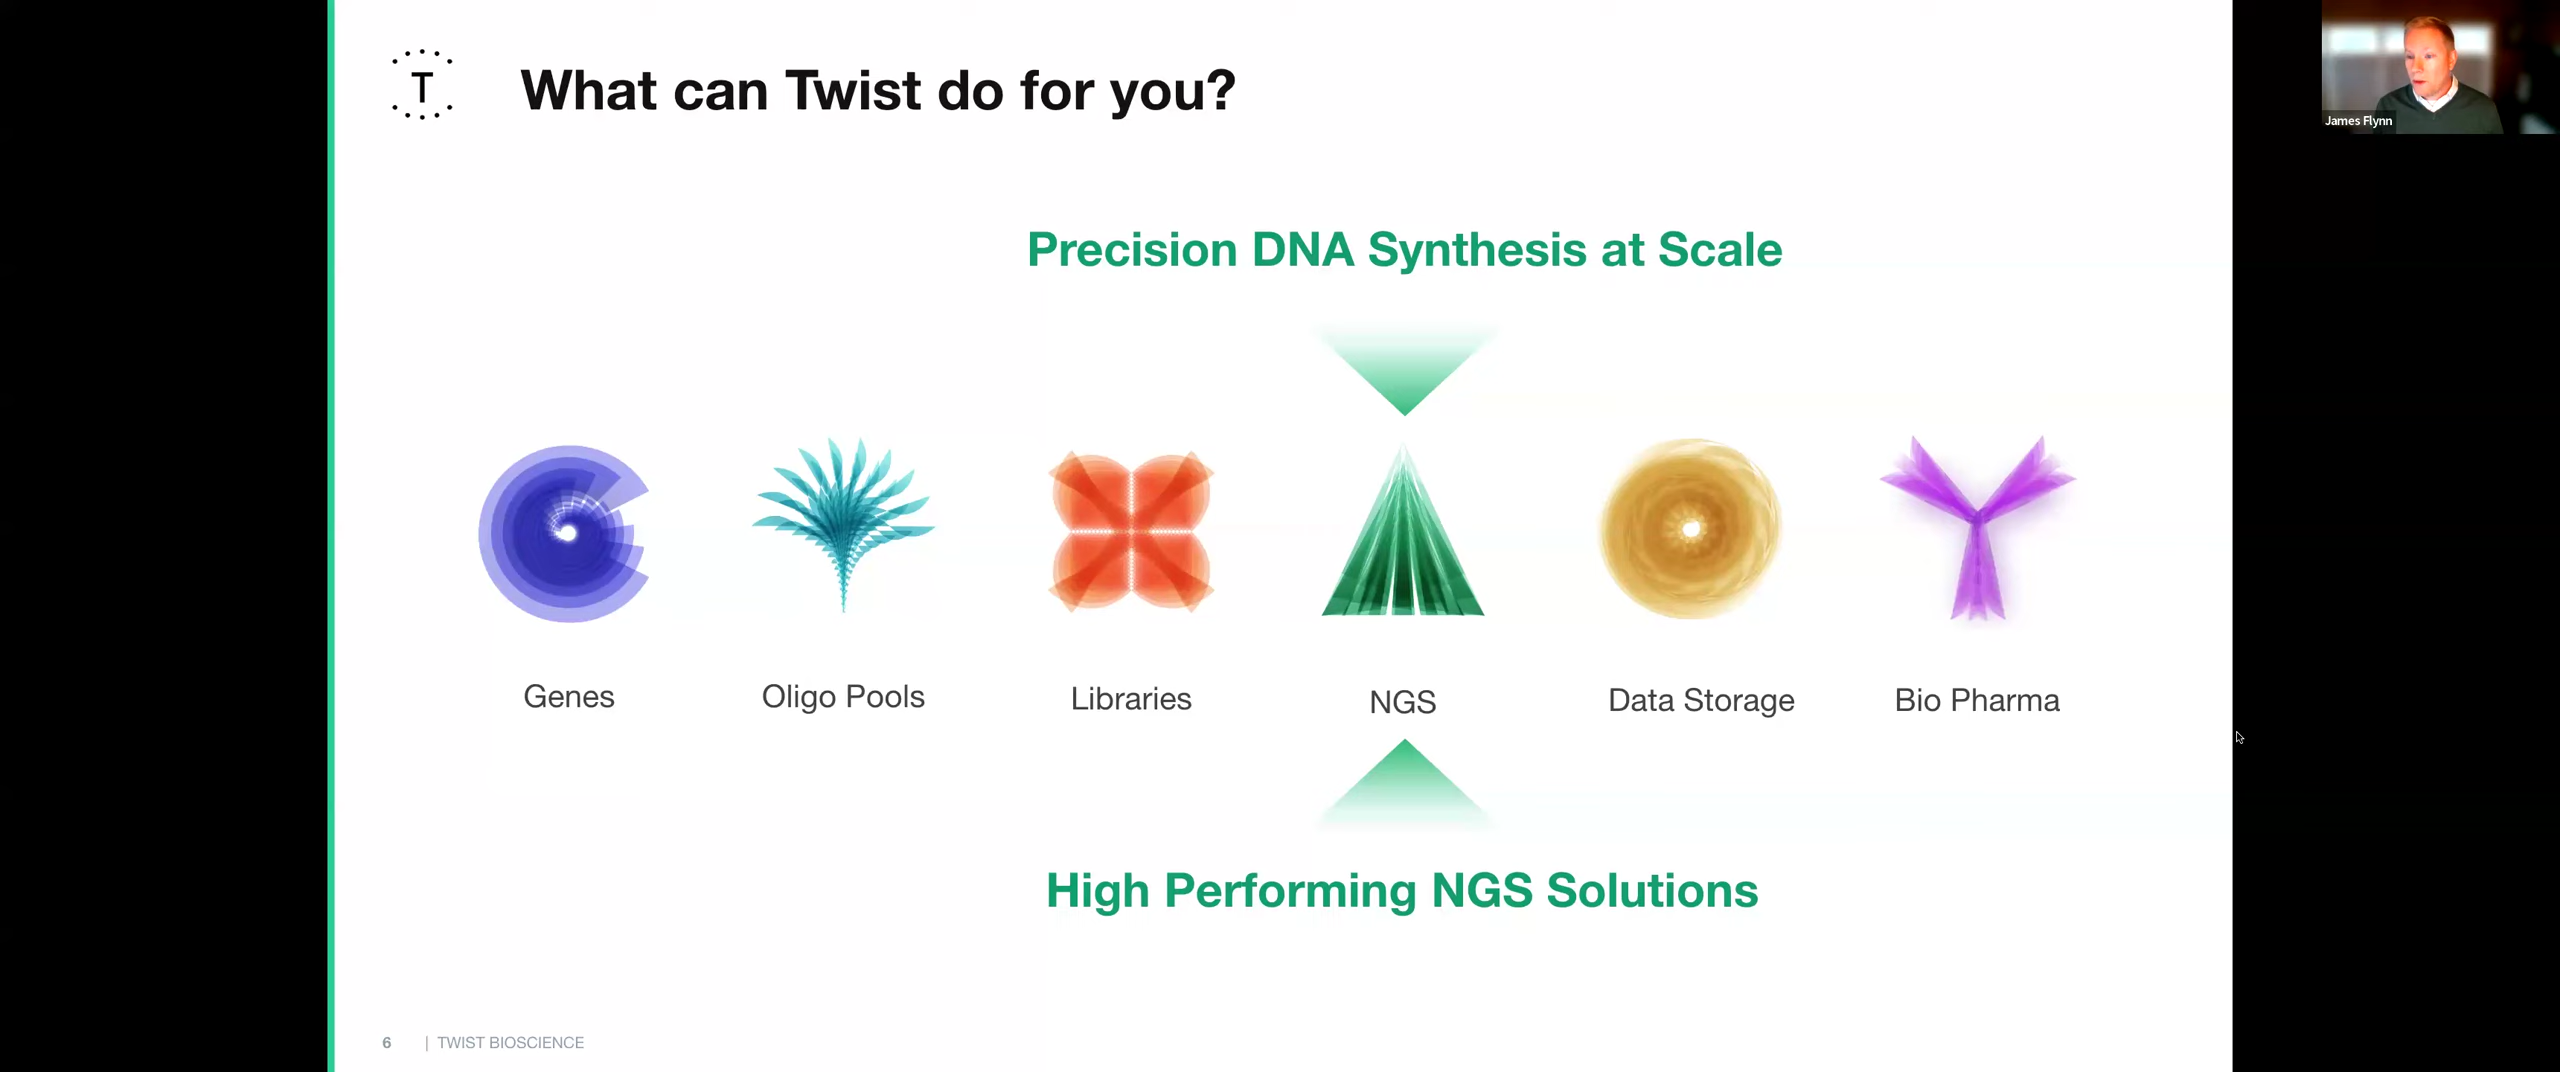 T
What can Twist do for you?
James Flynn
Precision DNA Synthesis at Scale
Genes
Oligo Pools
Libraries
NGS
Data Storage
Bio Pharma
High Performing NGS Solutions
6 | TWIST BIOSCIENCE